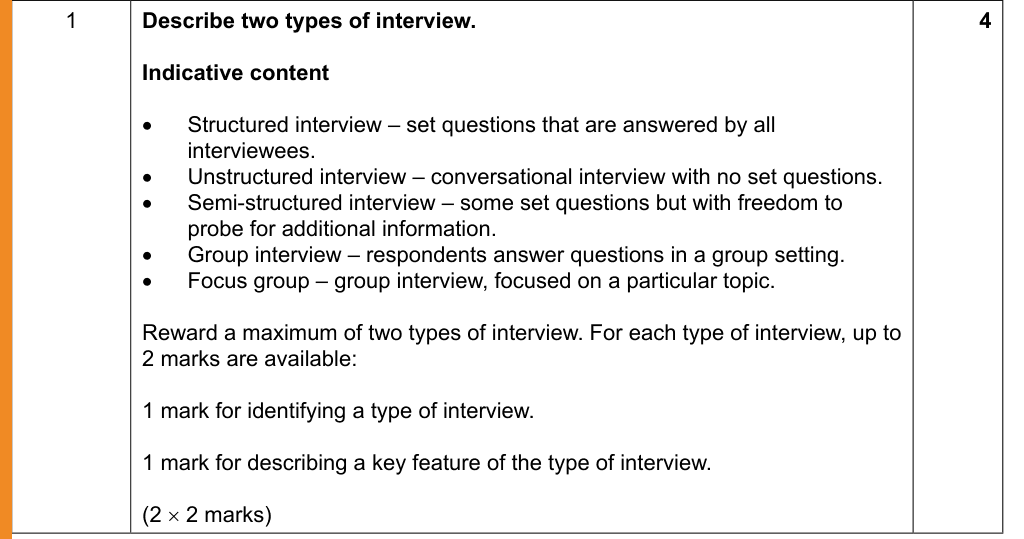 1 Describe two types of interview. 4
Indicative content
• Structured interview – set questions that are answered by all
interviewees.
• Unstructured interview – conversational interview with no set questions.
• Semi-structured interview – some set questions but with freedom to
probe for additional information.
• Group interview – respondents answer questions in a group setting.
• Focus group – group interview, focused on a particular topic.
Reward a maximum of two types of interview. For each type of interview, up to
2 marks are available:
1 mark for identifying a type of interview.
1 mark for describing a key feature of the type of interview.
(2 × 2 marks)